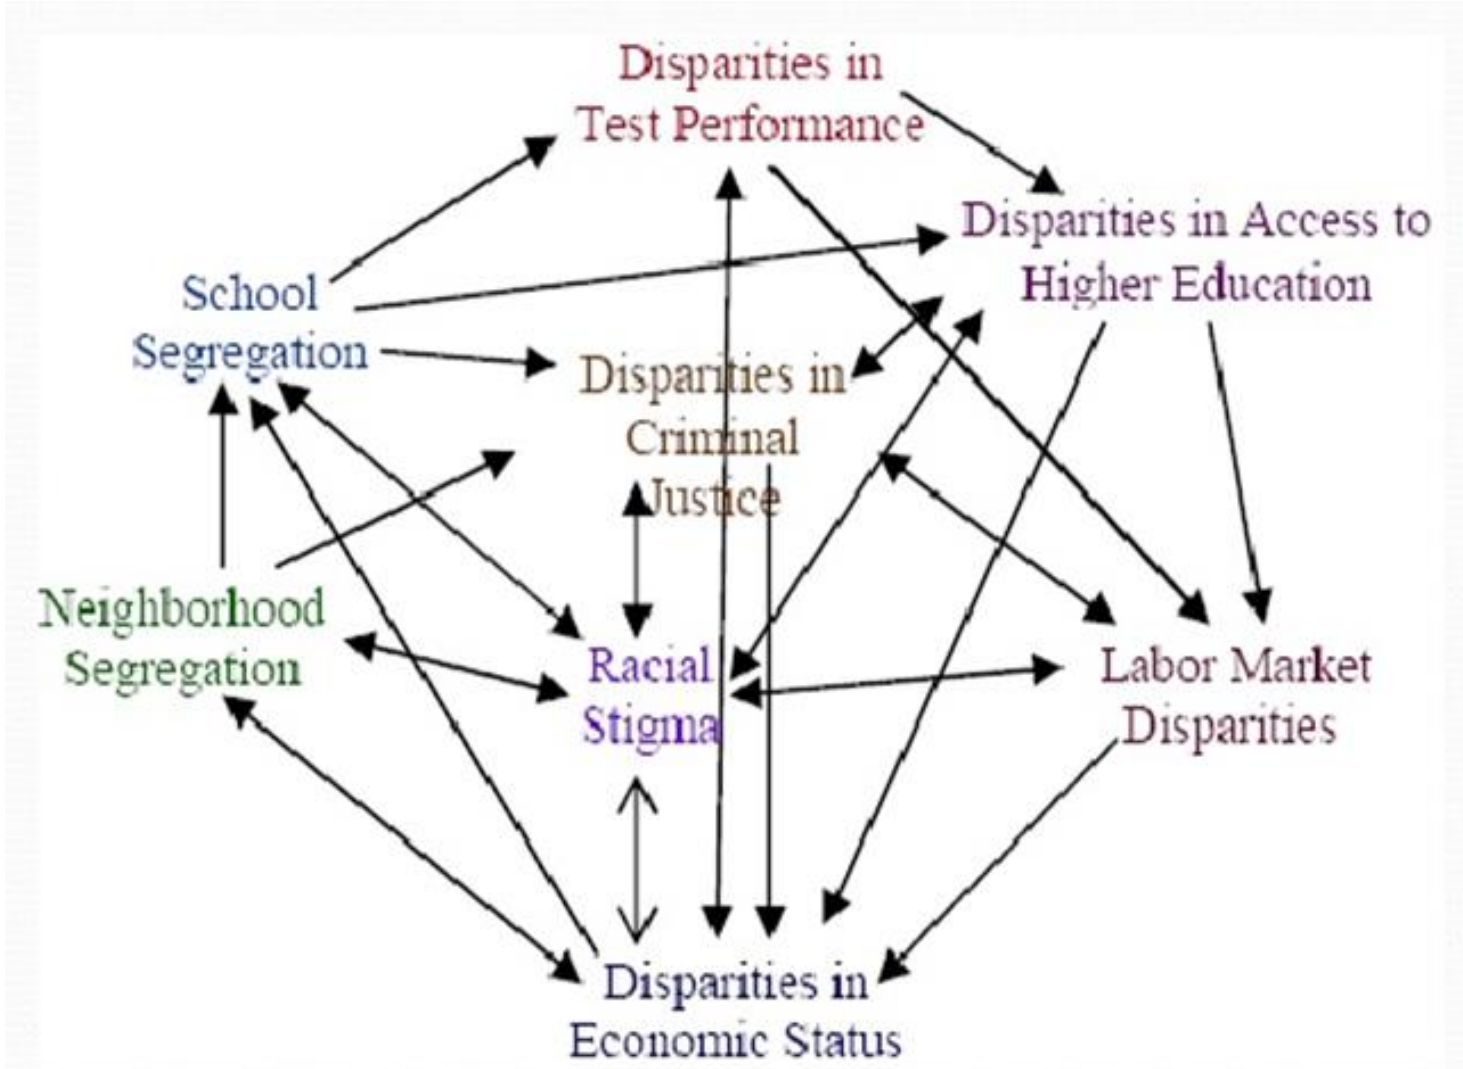 Disparities in
Test Performance
Disparities in Access to
Higher Education
School
Segregation
Disparities in
Criminal
Justice
Neighborhood
Segregation
Racial
Stigma
Labor Market
Disparities
Disparities in
Economic Status